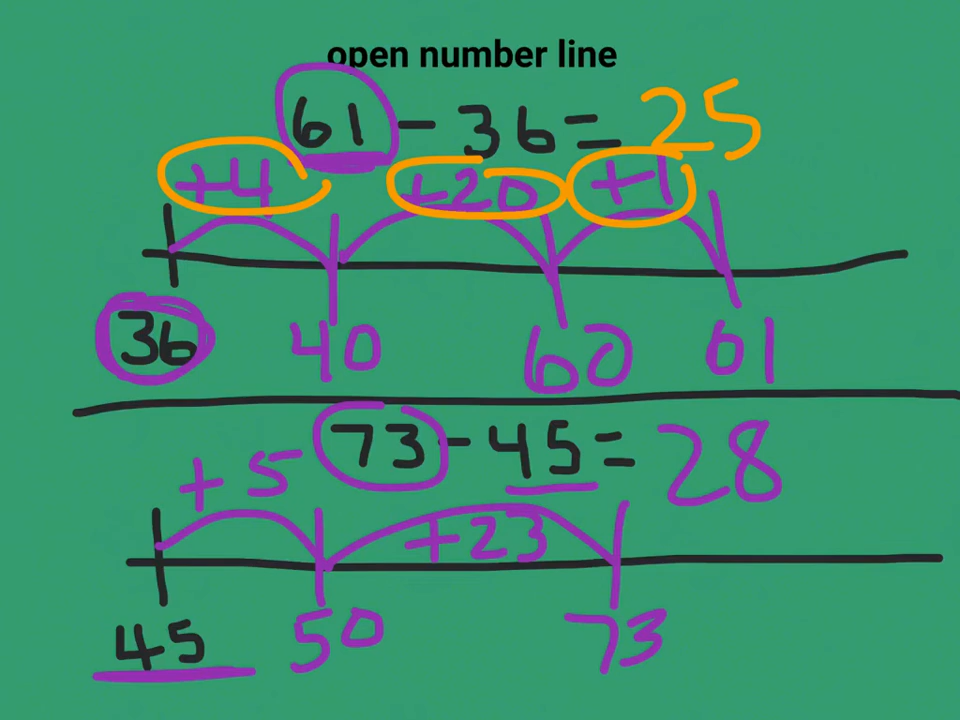 open number line
61 - 36 = 25
+4 +20 +1
36 40 60 61
73 - 45 = 28
+5 +23
45 50 73